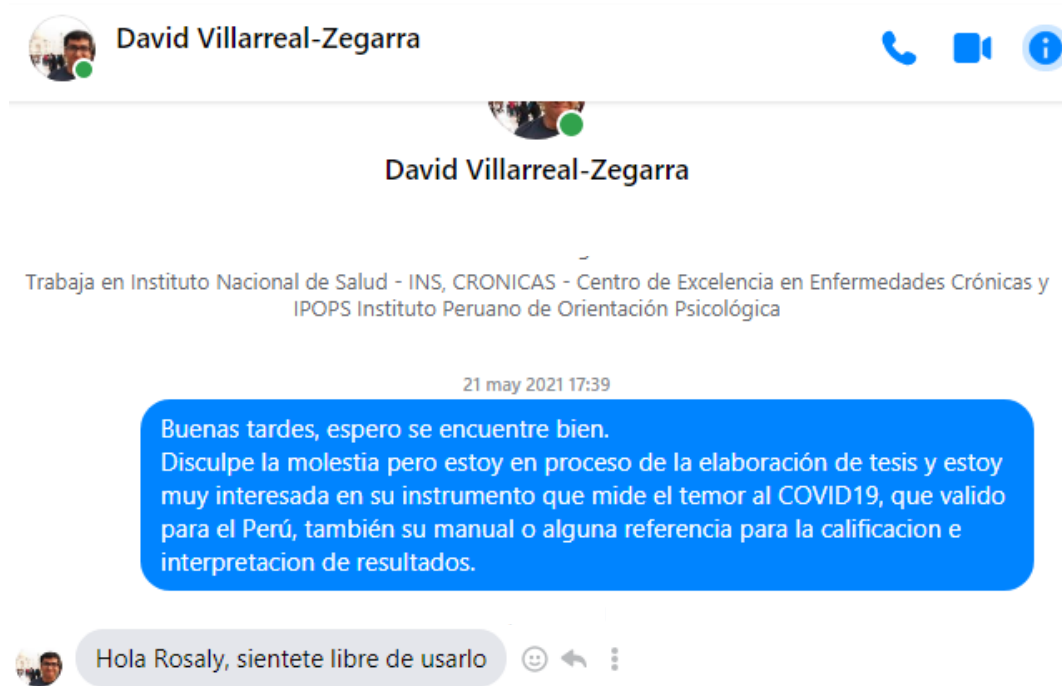 David Villarreal-Zegarra
David Villarreal-Zegarra
Trabaja en Instituto Nacional de Salud - INS, CRONICAS - Centro de Excelencia en Enfermedades Crónicas y
IPOPS Instituto Peruano de Orientación Psicológica
21 may 2021 17:39
Buenas tardes, espero se encuentre bien.
Disculpe la molestia pero estoy en proceso de la elaboración de tesis y estoy
muy interesada en su instrumento que mide el temor al COVID19, que valido
para el Perú, también su manual o alguna referencia para la calificacion e
interpretacion de resultados.
Hola Rosaly, sientete libre de usarlo